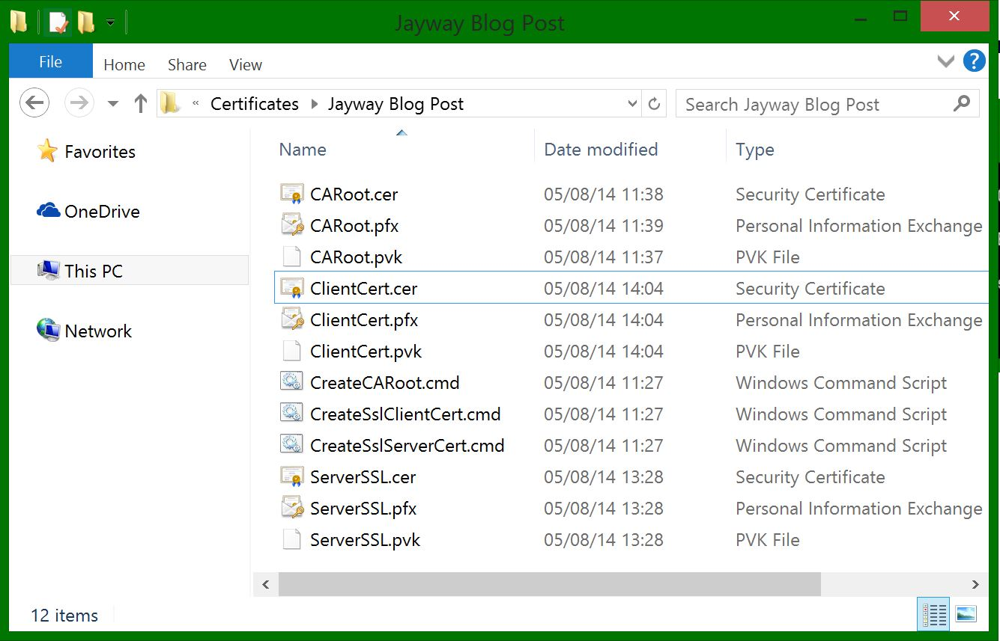 Jayway Blog Post
File Home Share View
« Certificates Jayway Blog Post Search Jayway Blog Post
Favorites
OneDrive
This PC
Network
Name Date modified Type
CARoot.cer 05/08/14 11:38 Security Certificate
CARoot.pfx 05/08/14 11:39 Personal Information Exchange
CARoot.pvk 05/08/14 11:37 PVK File
ClientCert.cer 05/08/14 14:04 Security Certificate
ClientCert.pfx 05/08/14 14:04 Personal Information Exchange
ClientCert.pvk 05/08/14 14:04 PVK File
CreateCARoot.cmd 05/08/14 11:27 Windows Command Script
CreateSslClientCert.cmd 05/08/14 11:27 Windows Command Script
CreateSslServerCert.cmd 05/08/14 11:27 Windows Command Script
ServerSSL.cer 05/08/14 13:28 Security Certificate
ServerSSL.pfx 05/08/14 13:28 Personal Information Exchange
ServerSSL.pvk 05/08/14 13:28 PVK File
12 items